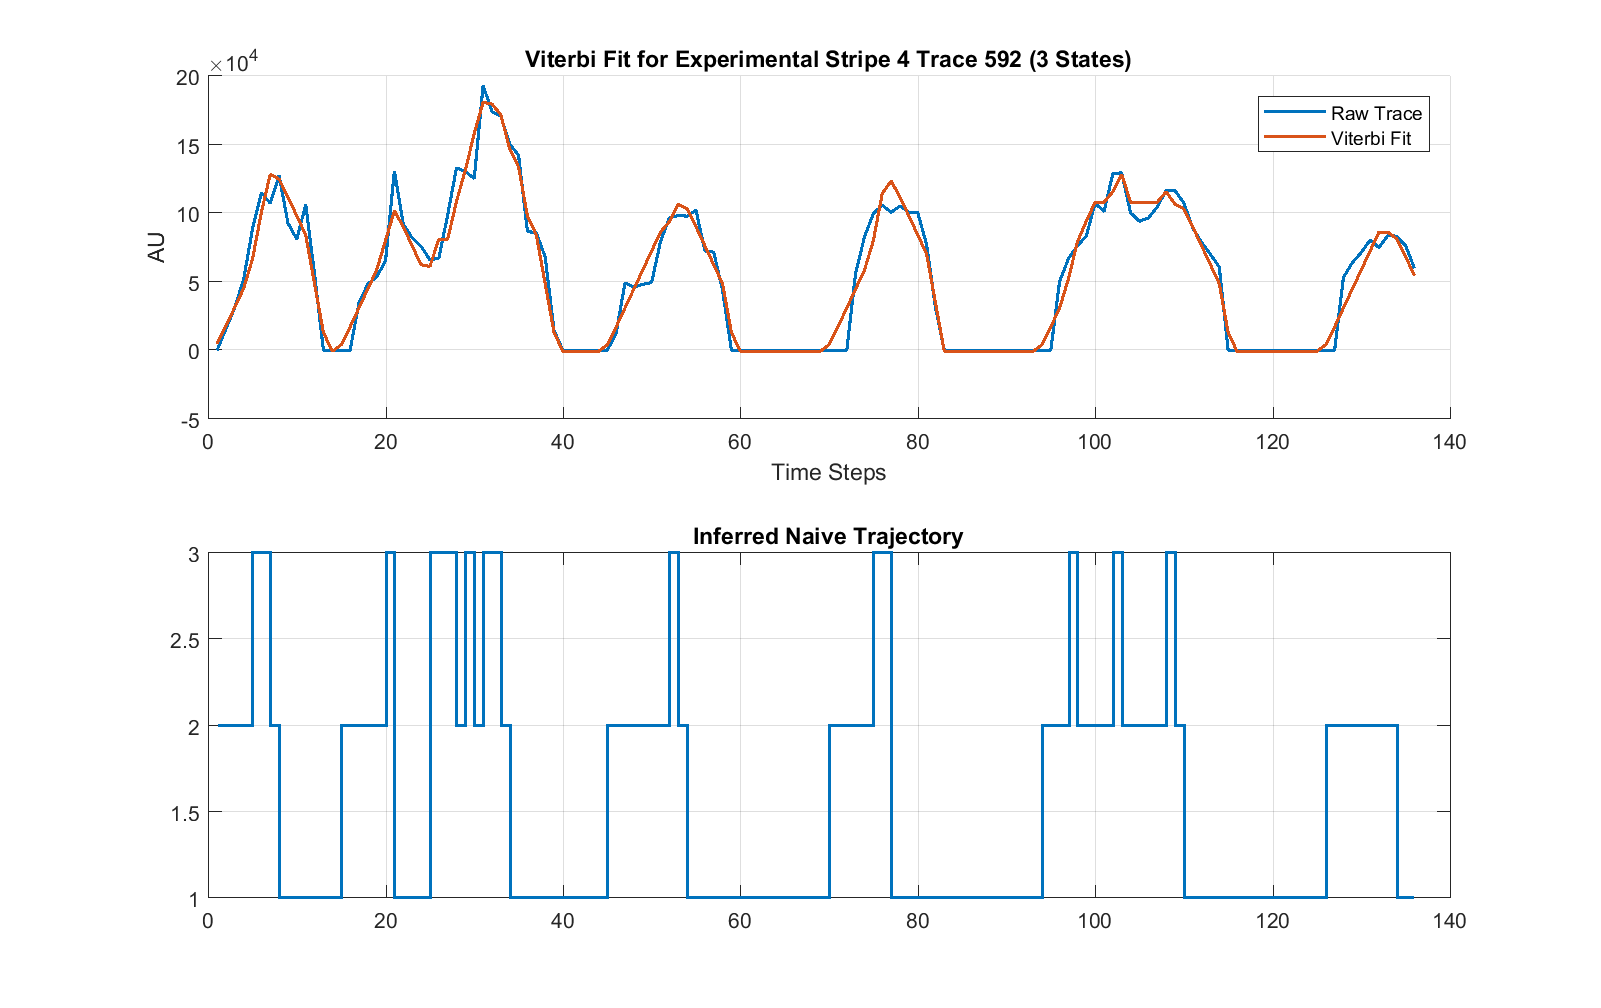 Viterbi Fit for Experimental Stripe 4 Trace 592 (3 States)
×10⁴
20
15
10
5
0
-5
AU
Raw Trace
Viterbi Fit
0 20 40 60 80 100 120 140
Time Steps
Inferred Naive Trajectory
3
2.5
2
1.5
1
0 20 40 60 80 100 120 140